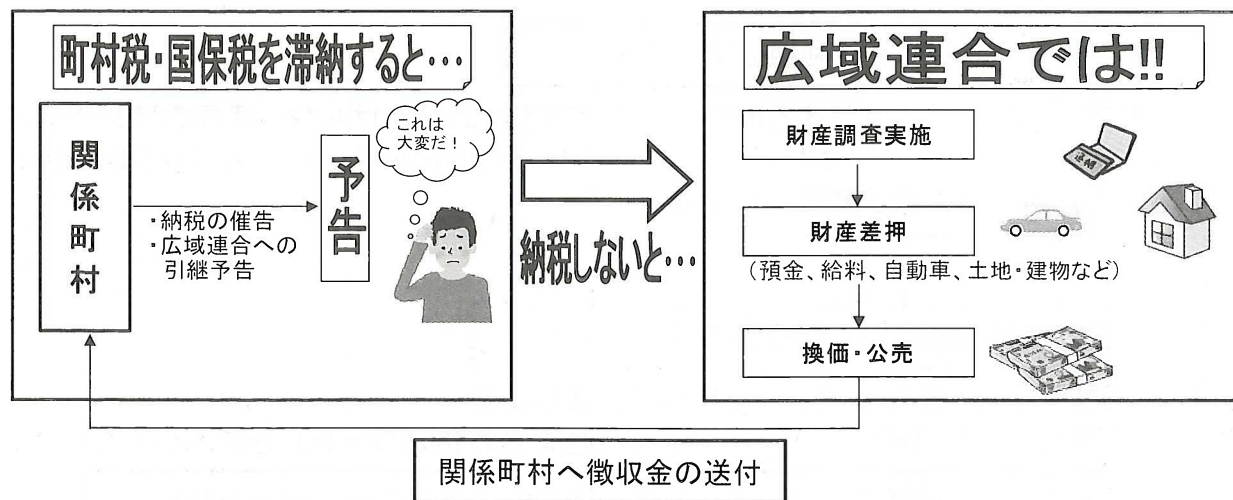 町村税・国保税を滞納すると・・・
関係町村
・納税の催告
・広域連合への
引継予告
予告
これは
大変だ！
納税しないと・・・
広域連合では!!
財産調査実施
財産差押
（預金、給料、自動車、土地・建物など）
換価・公売
関係町村へ徴収金の送付